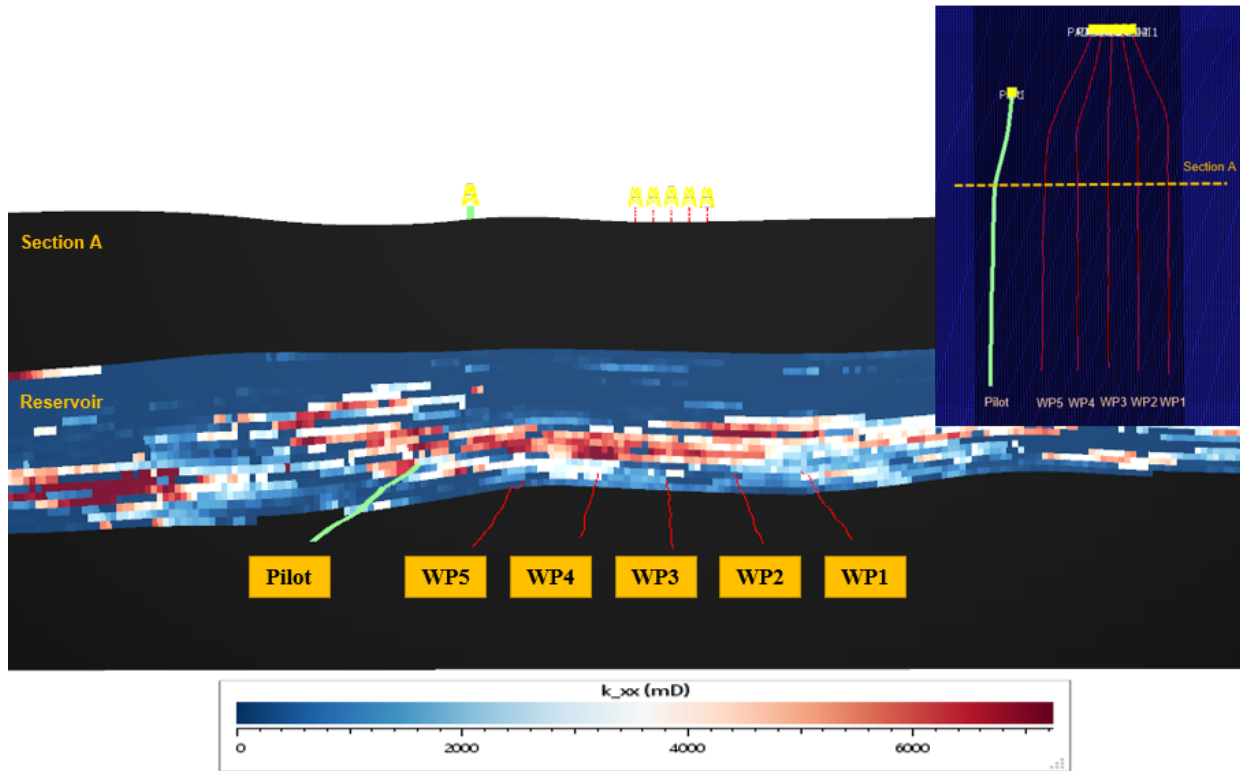 Section A
Section A
Reservoir
Pilot WP5 WP4 WP3 WP2 WP1
Pilot WP5 WP4 WP3 WP2 WP1
k_xx (mD)
0 2000 4000 6000